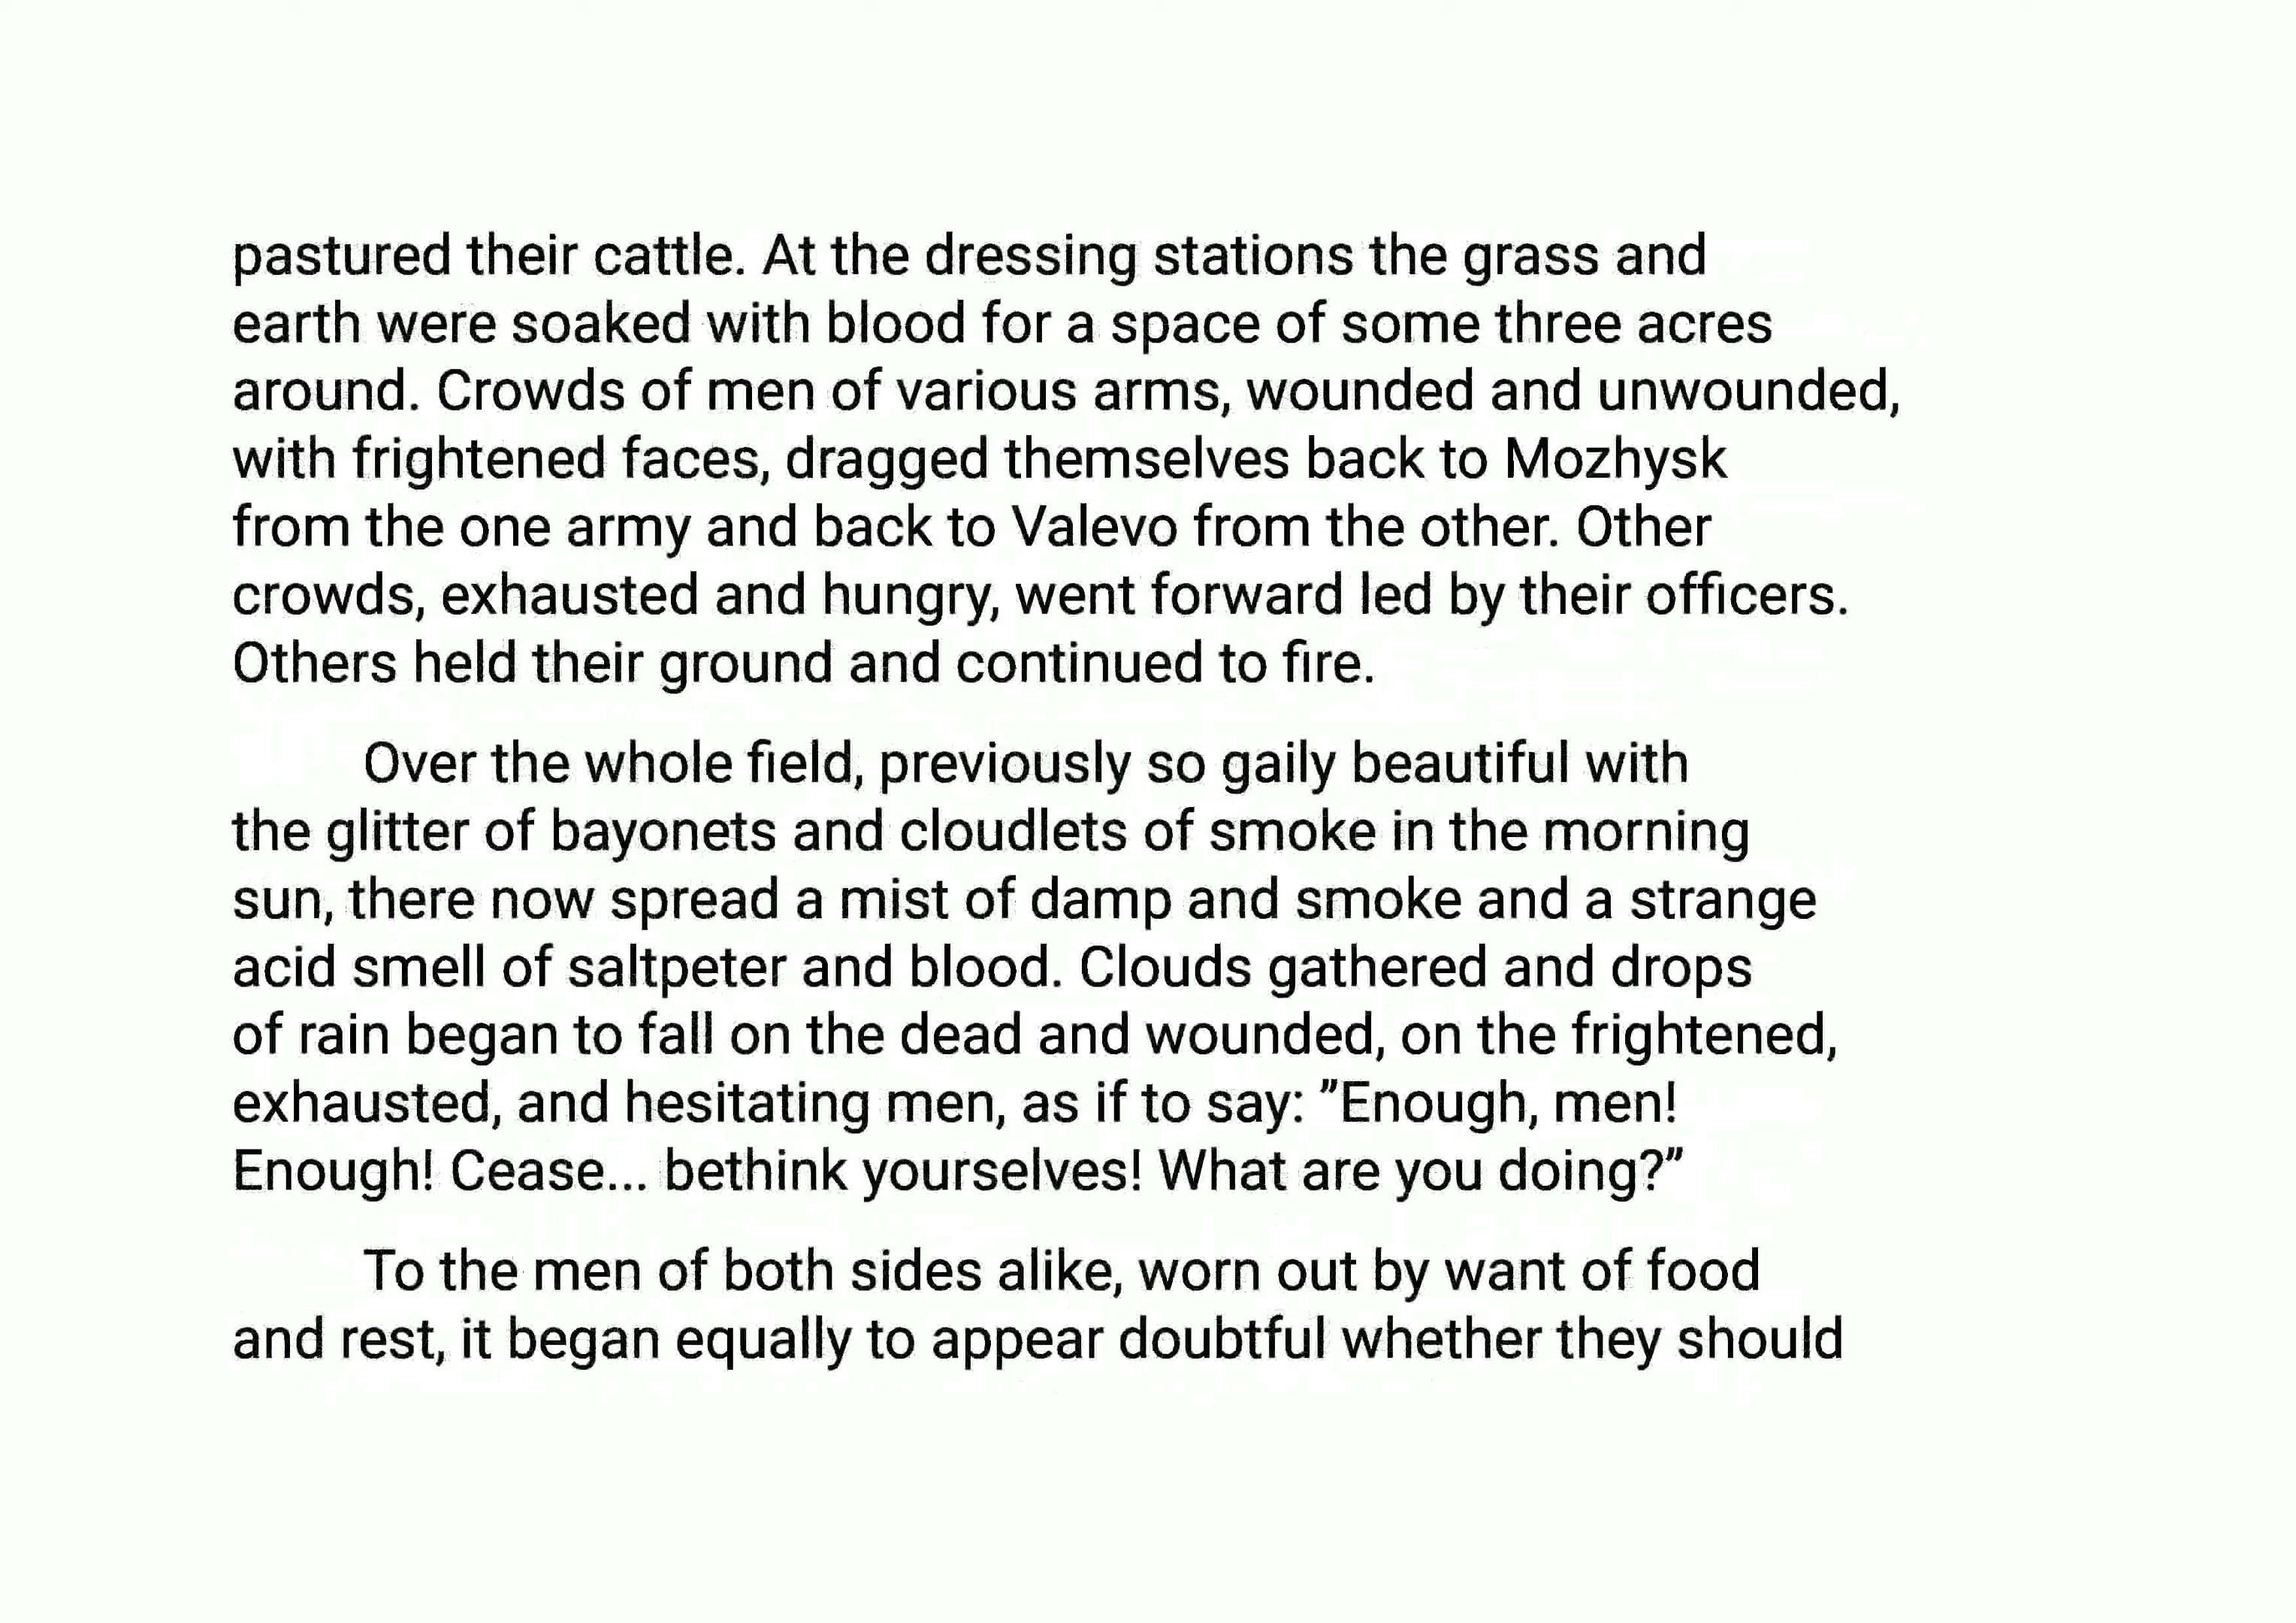 pastured their cattle. At the dressing stations the grass and
earth were soaked with blood for a space of some three acres
around. Crowds of men of various arms, wounded and unwounded,
with frightened faces, dragged themselves back to Mozhysk
from the one army and back to Valevo from the other. Other
crowds, exhausted and hungry, went forward led by their officers.
Others held their ground and continued to fire.
Over the whole field, previously so gaily beautiful with
the glitter of bayonets and cloudlets of smoke in the morning
sun, there now spread a mist of damp and smoke and a strange
acid smell of saltpeter and blood. Clouds gathered and drops
of rain began to fall on the dead and wounded, on the frightened,
exhausted, and hesitating men, as if to say: "Enough, men!
Enough! Cease... bethink yourselves! What are you doing?"
To the men of both sides alike, worn out by want of food
and rest, it began equally to appear doubtful whether they should